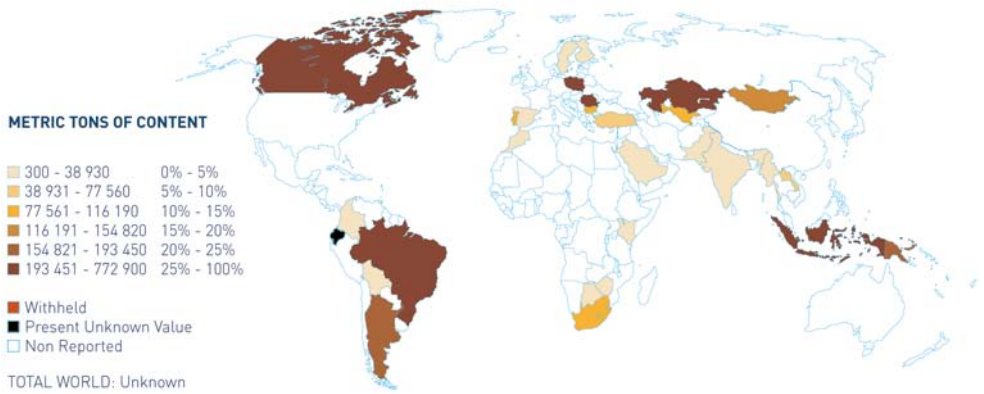 METRIC TONS OF CONTENT
300 - 38 930 0% - 5%
38 931 - 77 560 5% - 10%
77 561 - 116 190 10% - 15%
116 191 - 154 820 15% - 20%
154 821 - 193 450 20% - 25%
193 451 - 772 900 25% - 100%
Withheld
Present Unknown Value
Non Reported
TOTAL WORLD: Unknown